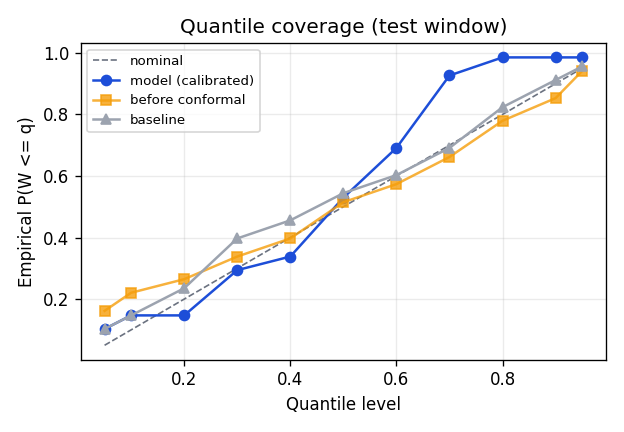 Quantile coverage (test window)
nominal
model (calibrated)
before conformal
baseline
Empirical P(W <= q)
1.0
0.8
0.6
0.4
0.2
0.2 0.4 0.6 0.8
Quantile level